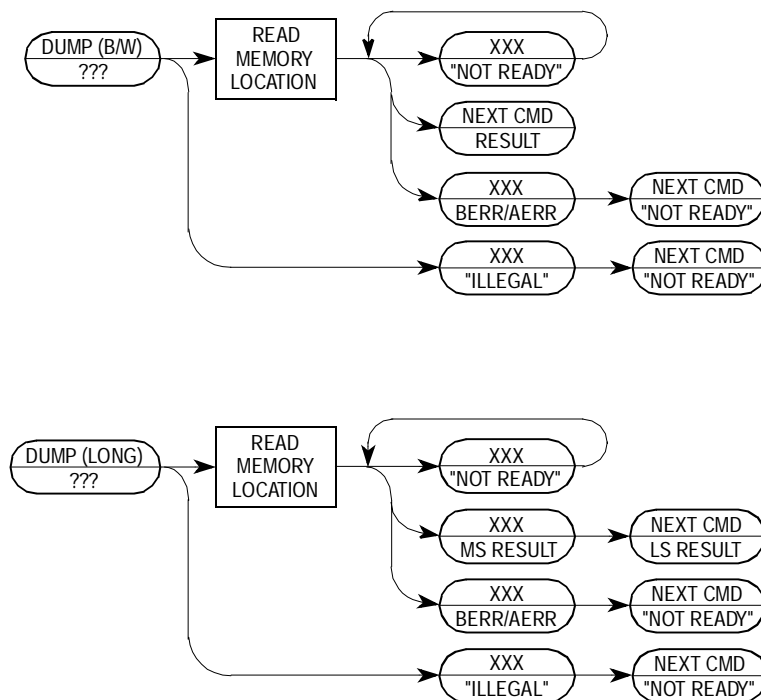 DUMP (B/W)
???
READ
MEMORY
LOCATION
XXX
"NOT READY"
NEXT CMD
RESULT
XXX
BERR/AERR
NEXT CMD
"NOT READY"
XXX
"ILLEGAL"
NEXT CMD
"NOT READY"
DUMP (LONG)
???
READ
MEMORY
LOCATION
XXX
"NOT READY"
XXX
MS RESULT
NEXT CMD
LS RESULT
XXX
BERR/AERR
NEXT CMD
"NOT READY"
XXX
"ILLEGAL"
NEXT CMD
"NOT READY"